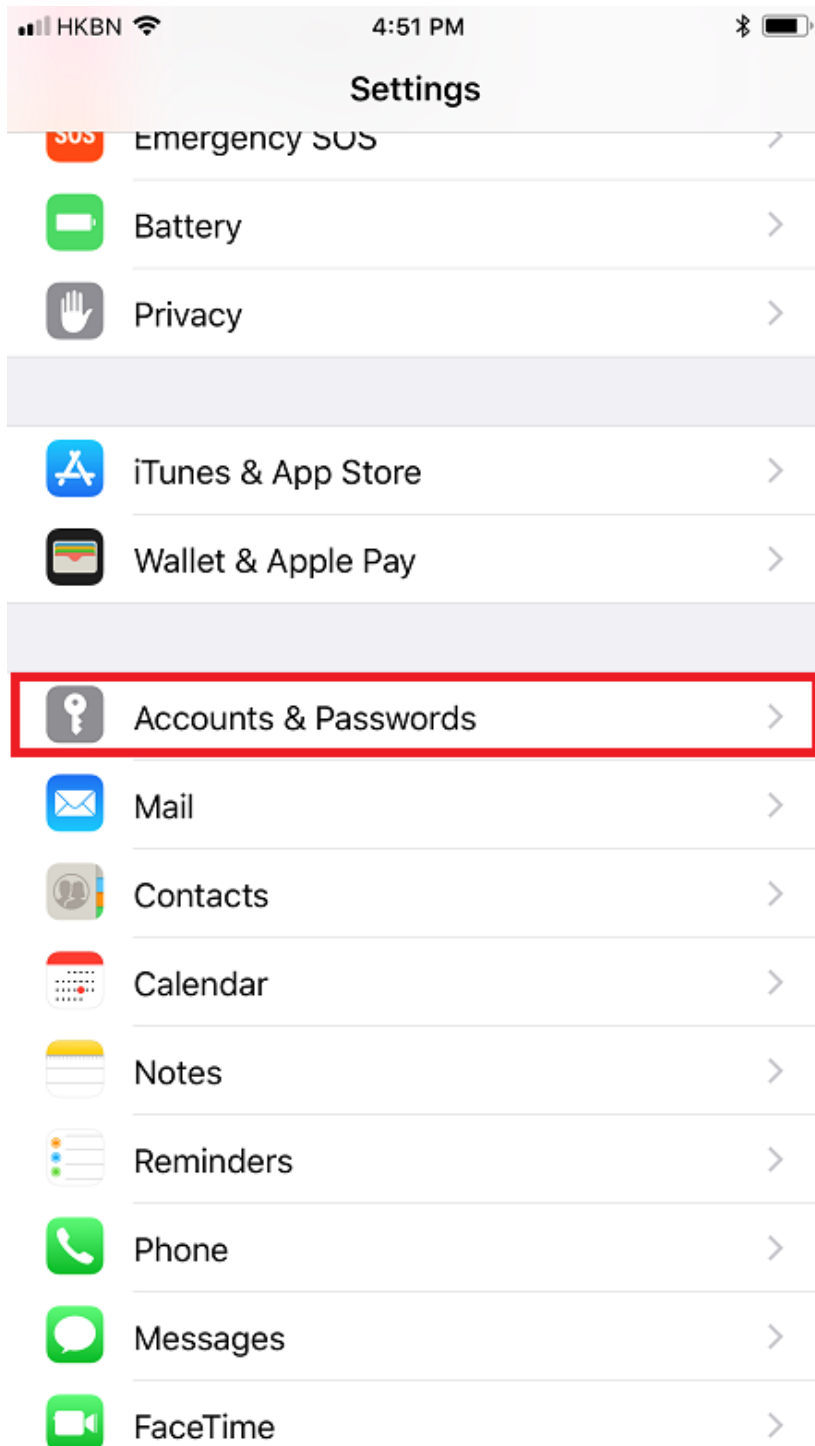 HKBN 4:51 PM
Settings
SOS Emergency SOS
Battery
Privacy
iTunes & App Store
Wallet & Apple Pay
Accounts & Passwords
Mail
Contacts
Calendar
Notes
Reminders
Phone
Messages
FaceTime